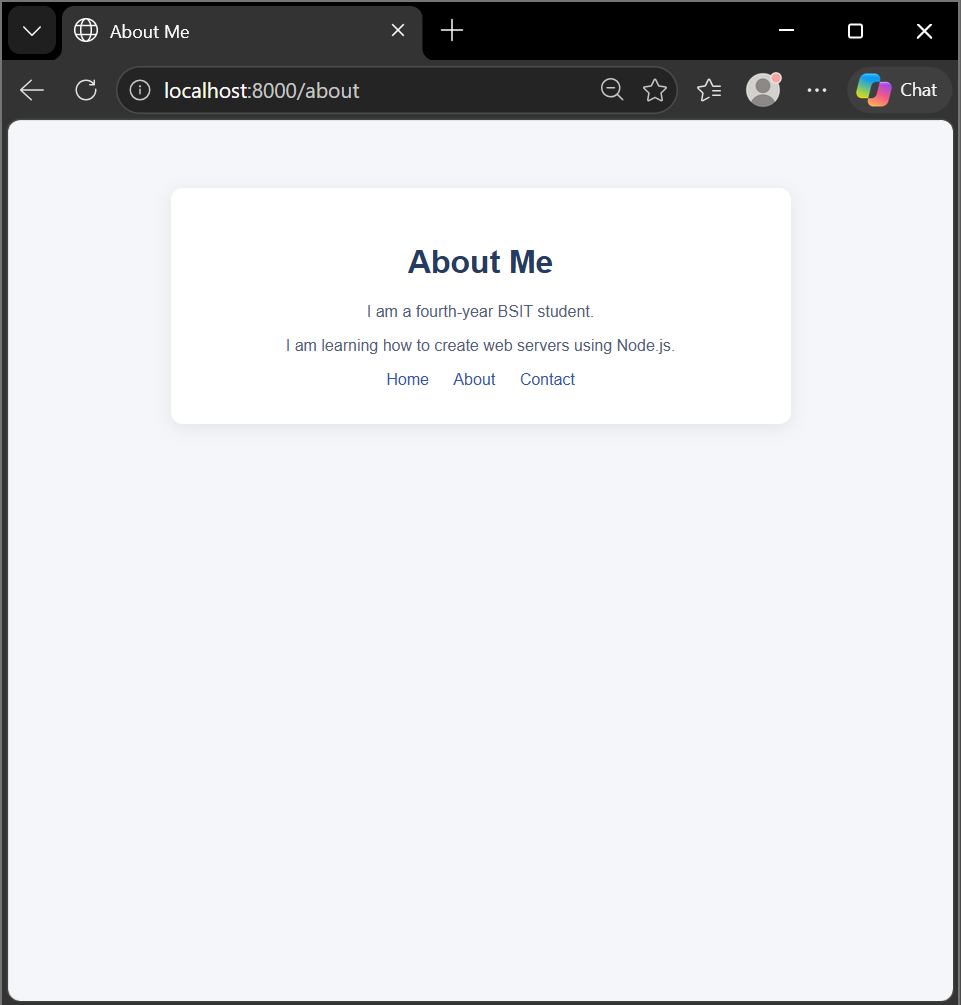 About Me
localhost:8000/about
Chat
About Me
I am a fourth-year BSIT student.
I am learning how to create web servers using Node.js.
Home About Contact